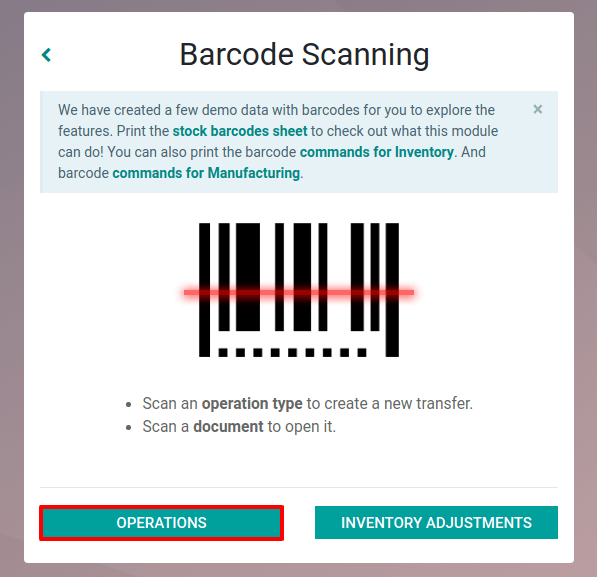 Barcode Scanning
We have created a few demo data with barcodes for you to explore the
features. Print the stock barcodes sheet to check out what this module
can do! You can also print the barcode commands for Inventory. And
barcode commands for Manufacturing.
×
• Scan an operation type to create a new transfer.
• Scan a document to open it.
OPERATIONS
INVENTORY ADJUSTMENTS